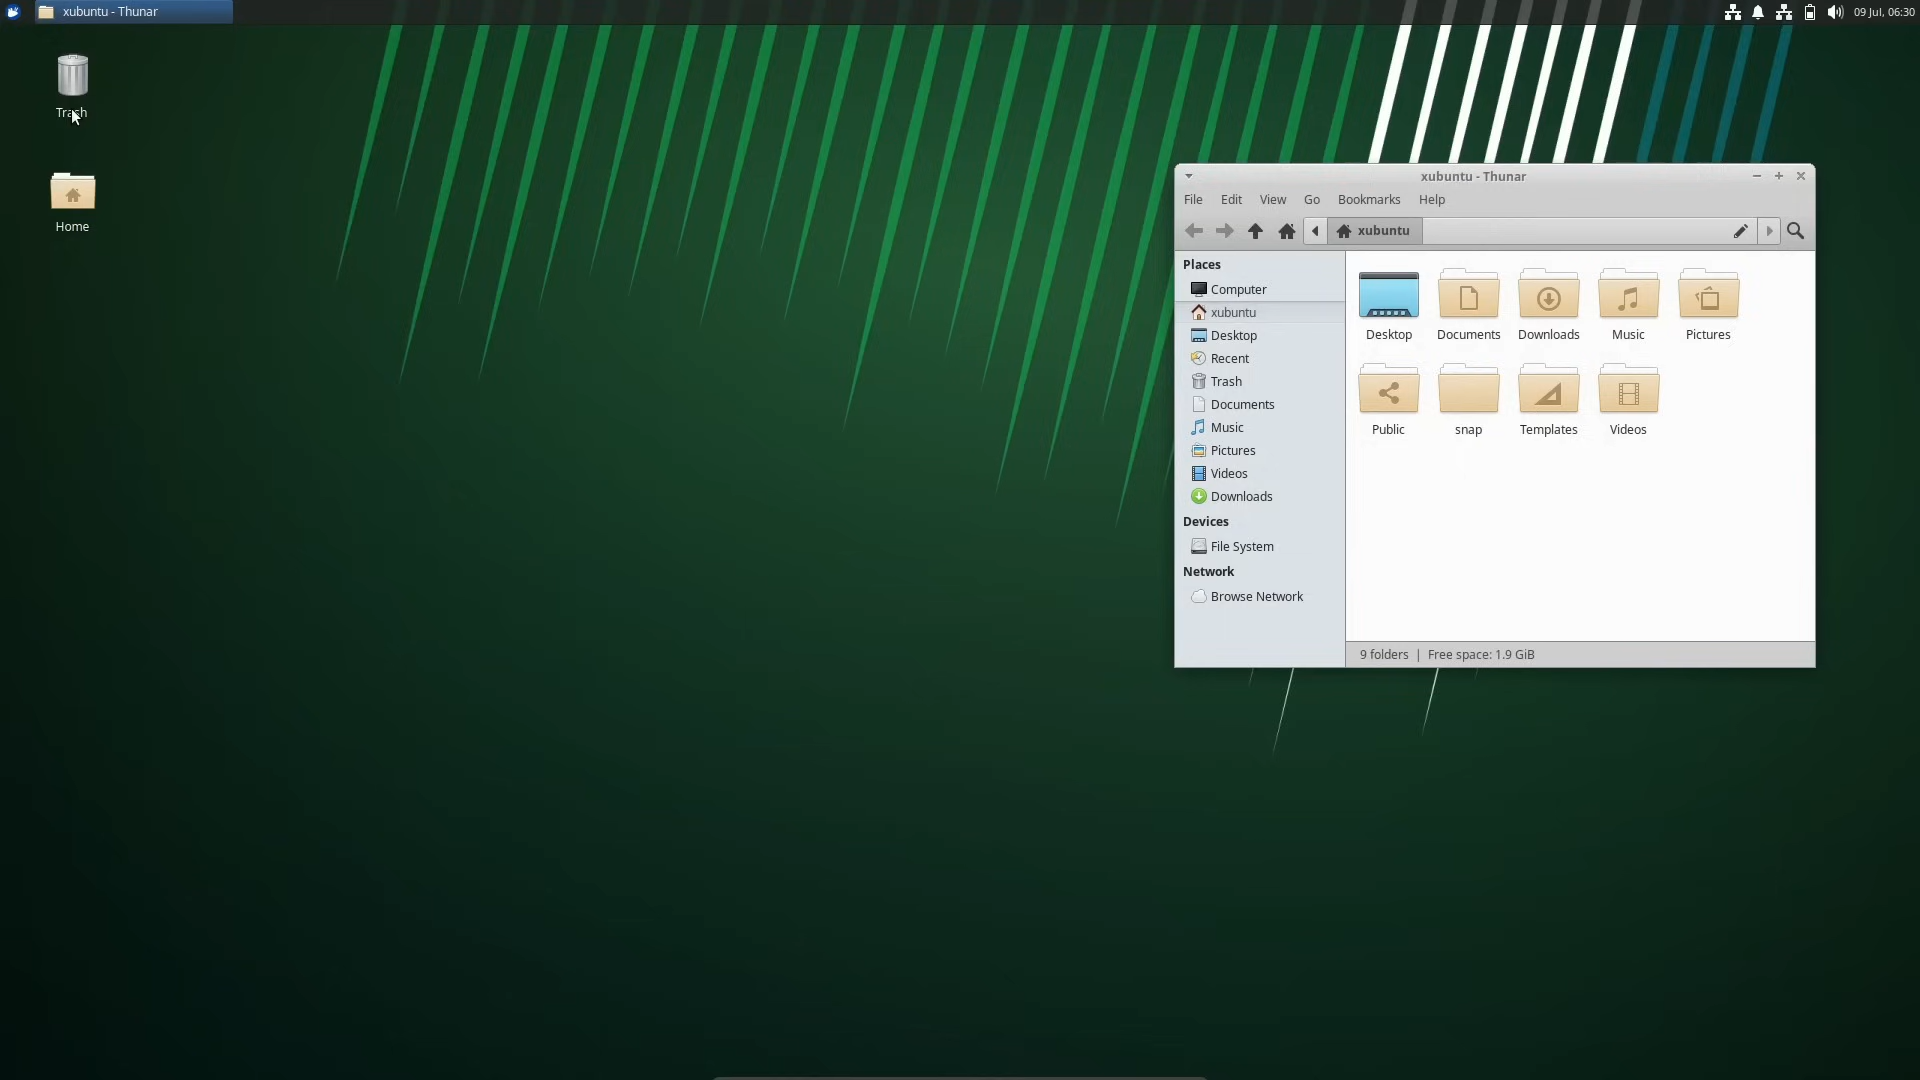 xubuntu - Thunar
09 Jul, 06:30
Trash
Home
xubuntu - Thunar
File Edit View Go Bookmarks Help
xubuntu
Places
Computer
xubuntu
Desktop
Recent
Trash
Documents
Music
Pictures
Videos
Downloads
Devices
File System
Network
Browse Network
Desktop Documents Downloads Music Pictures
Public snap Templates Videos
9 folders | Free space: 1.9 GiB